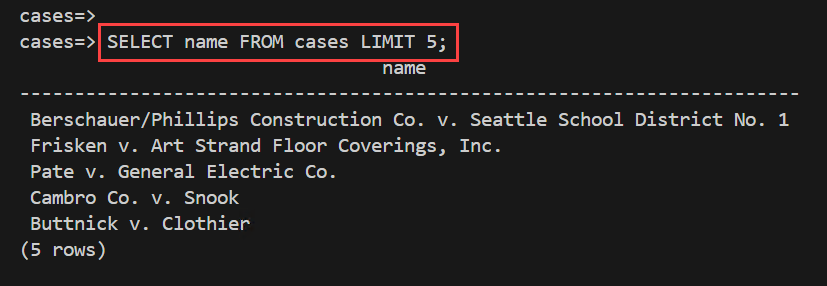 cases=>
cases=> SELECT name FROM cases LIMIT 5;
name
------------------------------------------------------------------------
Berschauer/Phillips Construction Co. v. Seattle School District No. 1
Frisken v. Art Strand Floor Coverings, Inc.
Pate v. General Electric Co.
Cambro Co. v. Snook
Buttnick v. Clothier
(5 rows)